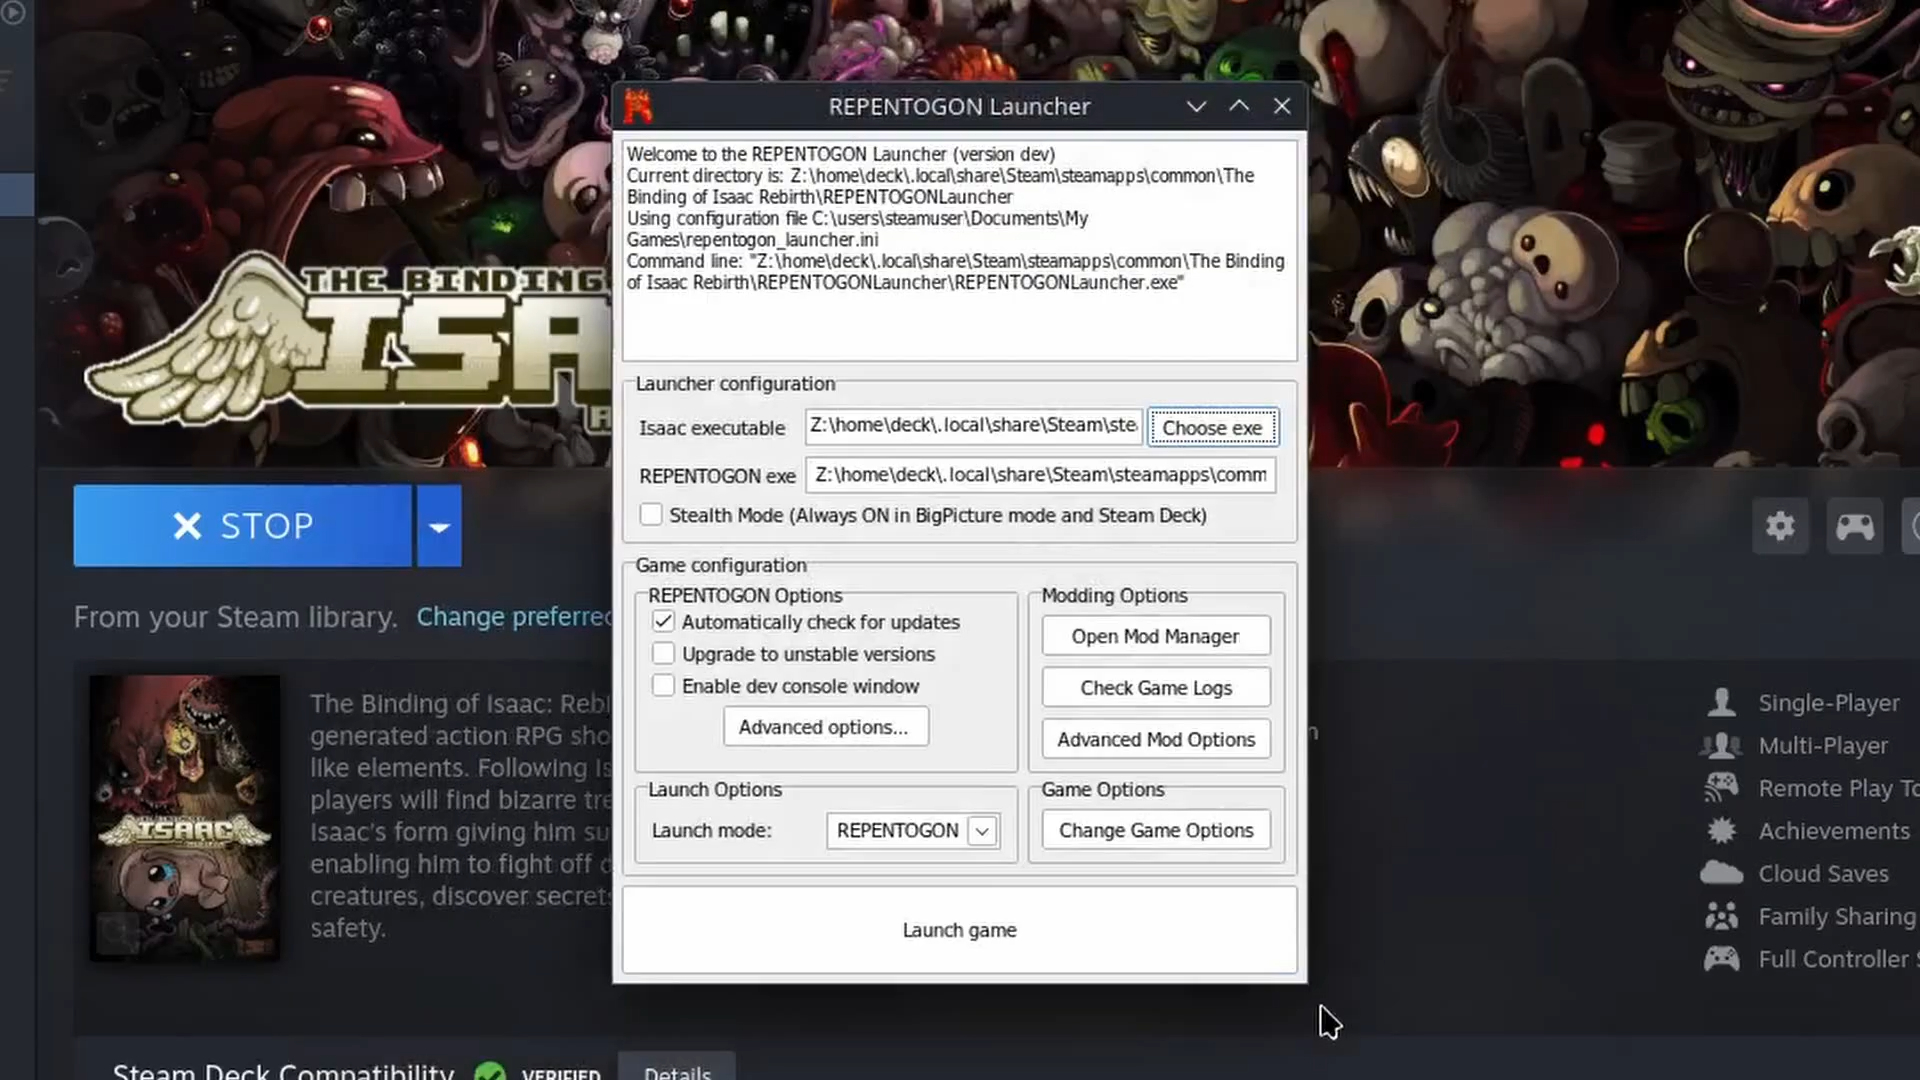 REPENTOGON Launcher
Welcome to the REPENTOGON Launcher (version dev)
Current directory is: Z:\home\deck\.local\share\Steam\steamapps\common\The
Binding of Isaac Rebirth\REPENTOGONLauncher
Using configuration file C:\users\steamuser\Documents\My
Games\repentogon_launcher.ini
Command line: "Z:\home\deck\.local\share\Steam\steamapps\common\The Binding
of Isaac Rebirth\REPENTOGONLauncher\REPENTOGONLauncher.exe"
THE BINDING
ISA
Launcher configuration
Isaac executable Z:\home\deck\.local\share\Steam\ste Choose exe
REPENTOGON exe Z:\home\deck\.local\share\Steam\steamapps\comm
Stealth Mode (Always ON in BigPicture mode and Steam Deck)
STOP
Game configuration
REPENTOGON Options
Automatically check for updates
Upgrade to unstable versions
Enable dev console window
Advanced options...
Modding Options
Open Mod Manager
Check Game Logs
Advanced Mod Options
Launch Options
Launch mode: REPENTOGON
Game Options
Change Game Options
Launch game
From your Steam library. Change preferre
ISAAC
The Binding of Isaac: Reb
generated action RPG sho
like elements. Following Is
players will find bizarre tre
Isaac's form giving him su
enabling him to fight off
creatures, discover secret
safety.
Single-Player
Multi-Player
Remote Play To
Achievements
Cloud Saves
Family Sharing
Full Controller S
Steam Deck Compatibility VERIFIED Details